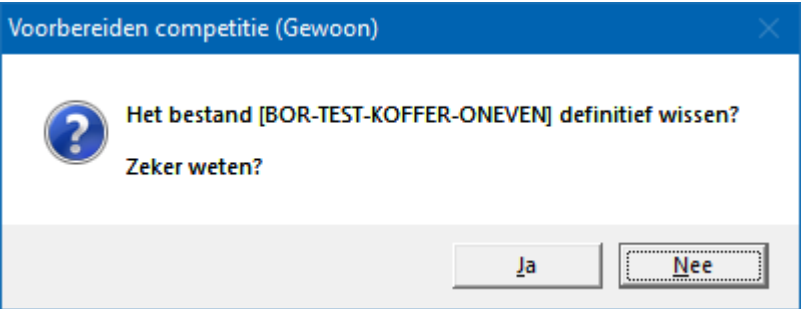 Voorbereiden competitie (Gewoon)
Het bestand [BOR-TEST-KOFFER-ONEVEN] definitief wissen?
Zeker weten?
Ja
Nee